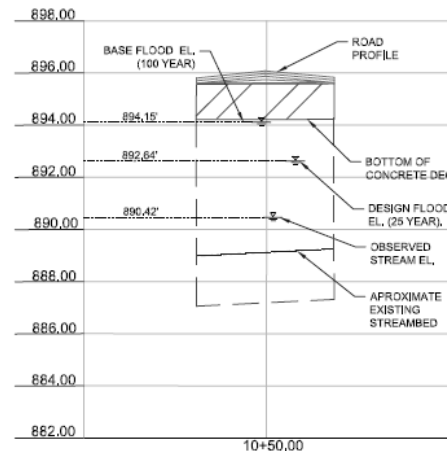 898.00
BASE FLOOD EL.
(100 YEAR)
ROAD
PROFILE
896.00
894.15'
894.00
BOTTOM OF
CONCRETE DEC
892.64'
892.00
DESIGN FLOOD
EL. (25 YEAR).
890.42'
890.00
OBSERVED
STREAM EL.
888.00
APROXIMATE
EXISTING
STREAMBED
886.00
884.00
882.00
10+50.00